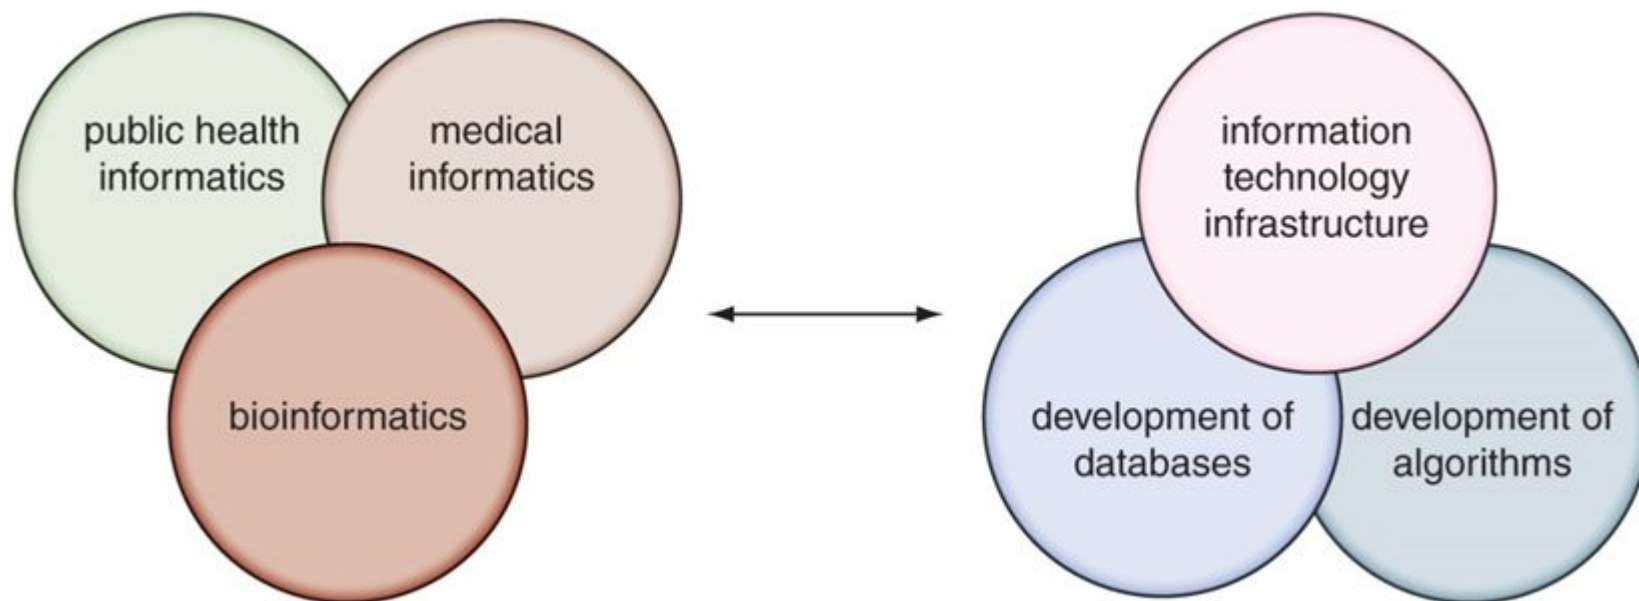 public health
informatics
medical
informatics
bioinformatics
information
technology
infrastructure
development of
databases
development of
algorithms